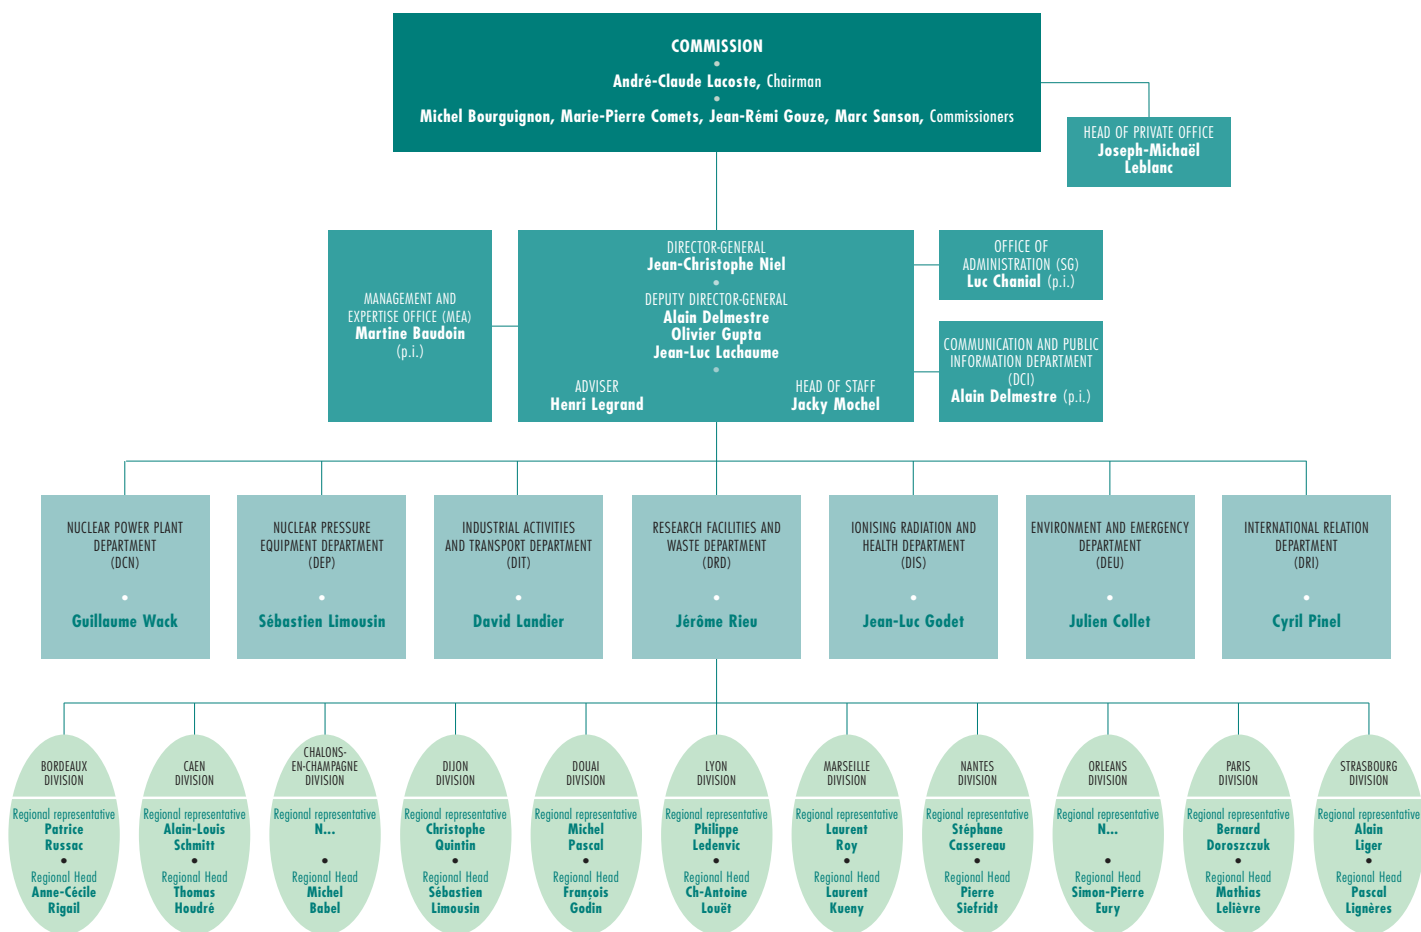 COMMISSION
André-Claude Lacoste, Chairman
Michel Bourguignon, Marie-Pierre Comets, Jean-Rémi Gouze, Marc Sanson, Commissioners
HEAD OF PRIVATE OFFICE
Joseph-Michaël
Leblanc
MANAGEMENT AND
EXPERTISE OFFICE (MEA)
Martine Baudoin
(p.i.)
DIRECTOR-GENERAL
Jean-Christophe Niel
DEPUTY DIRECTOR-GENERAL
Alain Delmestre
Olivier Gupta
Jean-Luc Lachaume
ADVISER
Henri Legrand
HEAD OF STAFF
Jacky Mochel
OFFICE OF
ADMINISTRATION (SG)
Luc Chanial (p.i.)
COMMUNICATION AND PUBLIC
INFORMATION DEPARTMENT
(DCI)
Alain Delmestre (p.i.)
NUCLEAR POWER PLANT
DEPARTMENT
(DCN)
Guillaume Wack
NUCLEAR PRESSURE
EQUIPMENT DEPARTMENT
(DEP)
Sébastien Limousin
INDUSTRIAL ACTIVITIES
AND TRANSPORT DEPARTMENT
(DIT)
David Landier
RESEARCH FACILITIES AND
WASTE DEPARTMENT
(DRD)
Jérôme Rieu
IONISING RADIATION AND
HEALTH DEPARTMENT
(DIS)
Jean-Luc Godet
ENVIRONMENT AND EMERGENCY
DEPARTMENT
(DEU)
Julien Collet
INTERNATIONAL RELATION
DEPARTMENT
(DRI)
Cyril Pinel
BORDEAUX
DIVISION
Regional representative
Patrice
Russac
Regional Head
Anne-Cécile
Rigail
CAEN
DIVISION
Regional representative
Alain-Louis
Schmitt
Regional Head
Thomas
Houdré
CHALONS-
EN-CHAMPAGNE
DIVISION
Regional representative
N...
Regional Head
Michel
Babel
DIJON
DIVISION
Regional representative
Christophe
Quintin
Regional Head
Sébastien
Limousin
DOUAI
DIVISION
Regional representative
Michel
Pascal
Regional Head
François
Godin
LYON
DIVISION
Regional representative
Philippe
Ledenvic
Regional Head
Ch-Antoine
Louët
MARSEILLE
DIVISION
Regional representative
Laurent
Roy
Regional Head
Laurent
Kueny
NANTES
DIVISION
Regional representative
Stéphane
Cassereau
Regional Head
Pierre
Siefridt
ORLEANS
DIVISION
Regional representative
N...
Regional Head
Simon-Pierre
Eury
PARIS
DIVISION
Regional representative
Bernard
Doroszczuk
Regional Head
Mathias
Lelièvre
STRASBOURG
DIVISION
Regional representative
Alain
Liger
Regional Head
Pascal
Lignères